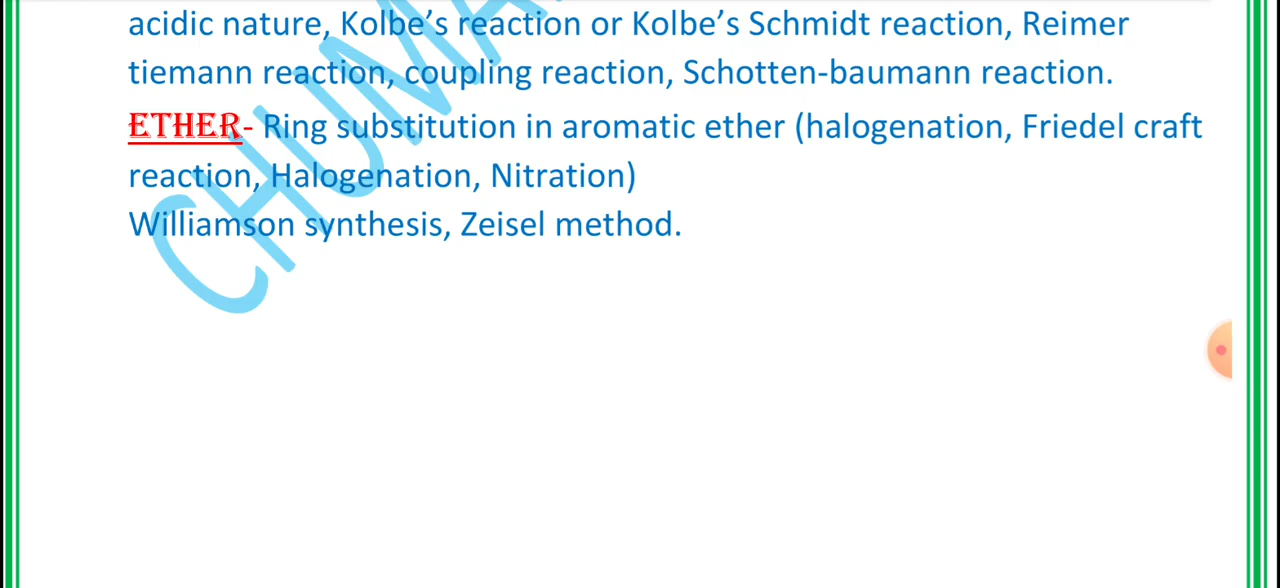 acidic nature, Kolbe’s reaction or Kolbe’s Schmidt reaction, Reimer
tiemann reaction, coupling reaction, Schotten-baumann reaction.
ETHER- Ring substitution in aromatic ether (halogenation, Friedel craft
reaction, Halogenation, Nitration)
Williamson synthesis, Zeisel method.
CHUMA